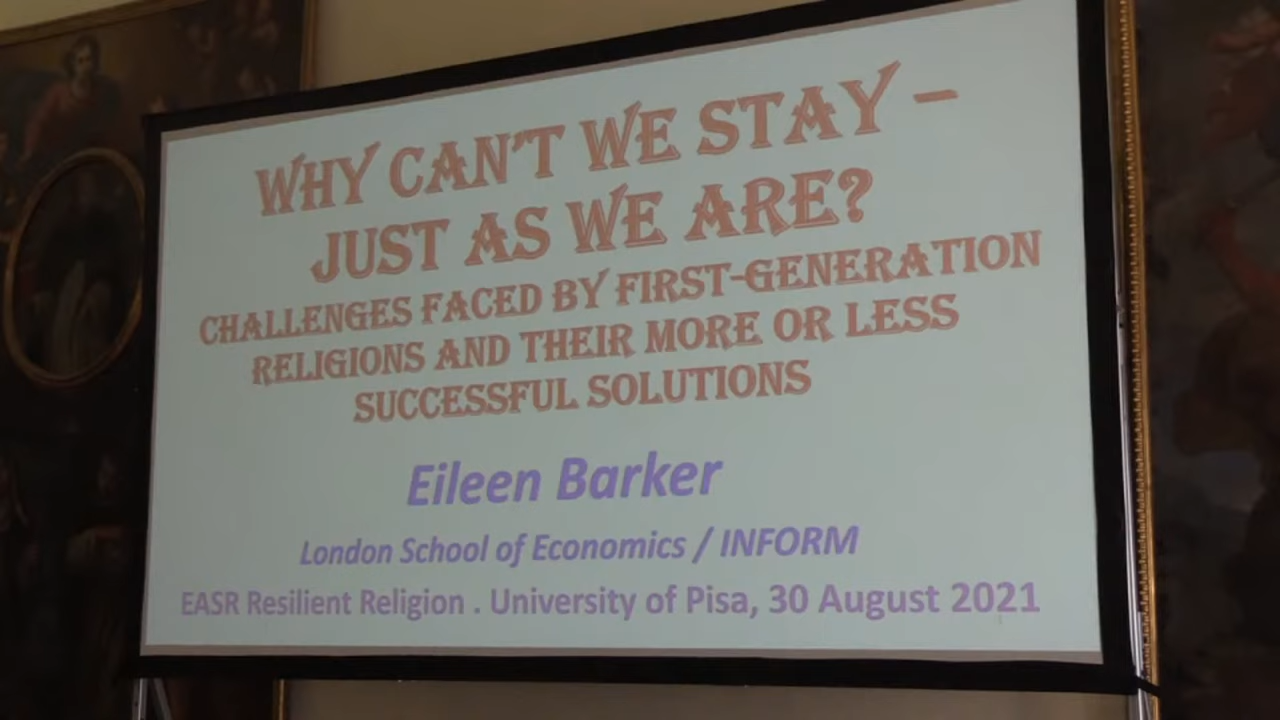 WHY CAN'T WE STAY –
JUST AS WE ARE?
CHALLENGES FACED BY FIRST-GENERATION
RELIGIONS AND THEIR MORE OR LESS
SUCCESSFUL SOLUTIONS
Eileen Barker
London School of Economics / INFORM
EASR Resilient Religion . University of Pisa, 30 August 2021